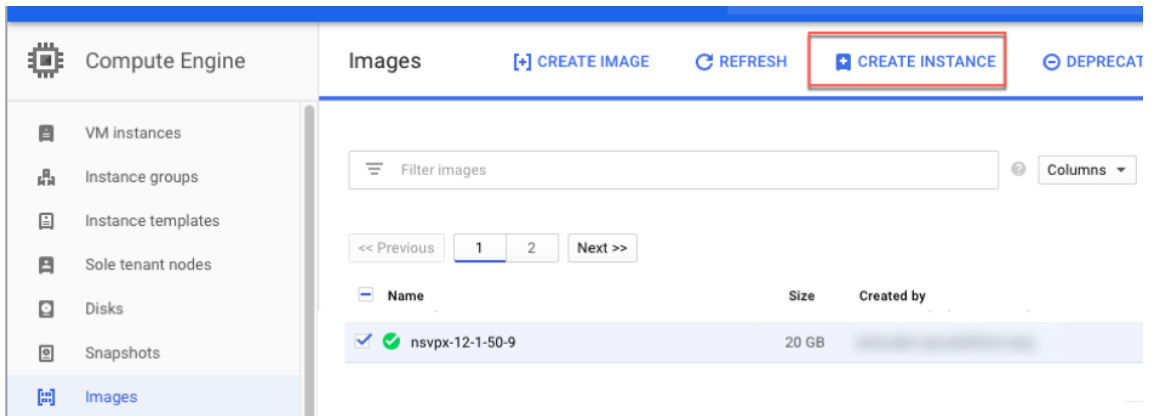 Compute Engine
Images
CREATE IMAGE
REFRESH
CREATE INSTANCE
DEPRECAT
VM instances
Instance groups
Instance templates
Sole tenant nodes
Disks
Snapshots
Images
Filter images
Columns
<< Previous
1
2
Next >>
Name
Size
Created by
nsvpx-12-1-50-9
20 GB